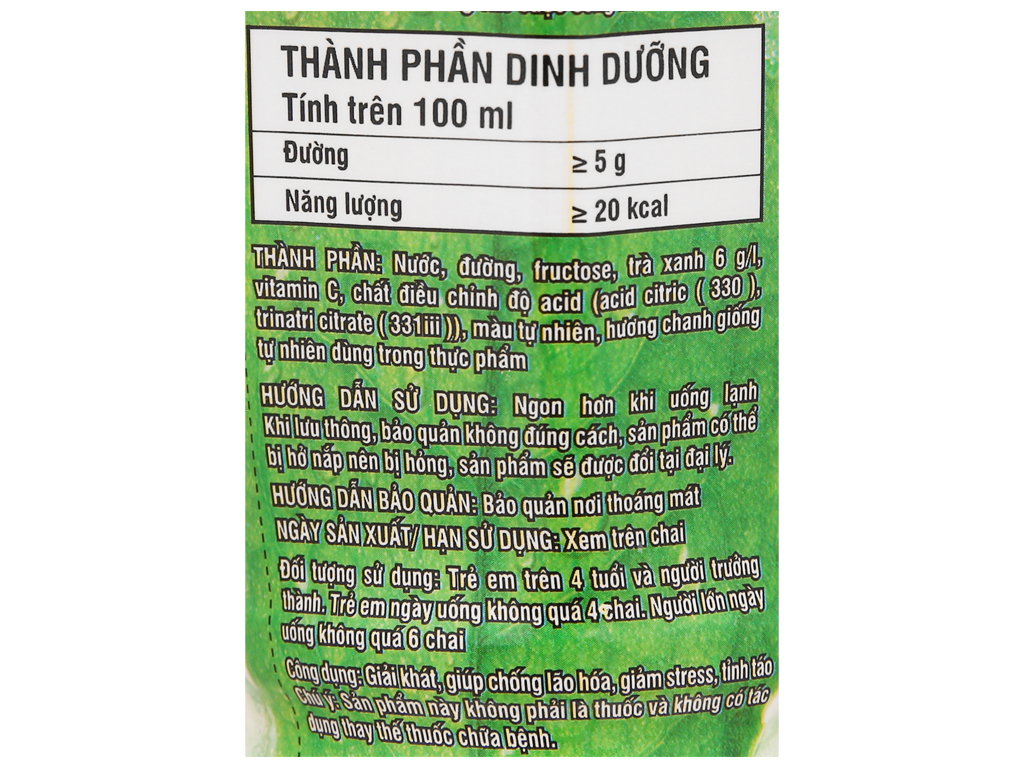 THÀNH PHẦN DINH DƯỠNG
Tính trên 100 ml
Đường ≥ 5 g
Năng lượng ≥ 20 kcal
THÀNH PHẦN: Nước, đường, fructose, trà xanh 6 g/l,
vitamin C, chất điều chỉnh độ acid (acid citric ( 330 ),
trinatri citrate ( 331iii )), màu tự nhiên, hương chanh giống
tự nhiên dùng trong thực phẩm
HƯỚNG DẪN SỬ DỤNG: Ngon hơn khi uống lạnh
Khi lưu thông, bảo quản không đúng cách, sản phẩm có thể
bị hở nắp nên bị hỏng, sản phẩm sẽ được đổi tại đại lý.
HƯỚNG DẪN BẢO QUẢN: Bảo quản nơi thoáng mát
NGÀY SẢN XUẤT/ HẠN SỬ DỤNG: Xem trên chai
Đối tượng sử dụng: Trẻ em trên 4 tuổi và người trưởng
thành. Trẻ em ngày uống không quá 4 chai. Người lớn ngày
uống không quá 6 chai
Công dụng: Giải khát, giúp chống lão hóa, giảm stress, tỉnh táo
Chú ý: Sản phẩm này không phải là thuốc và không có tác
dụng thay thế thuốc chữa bệnh.